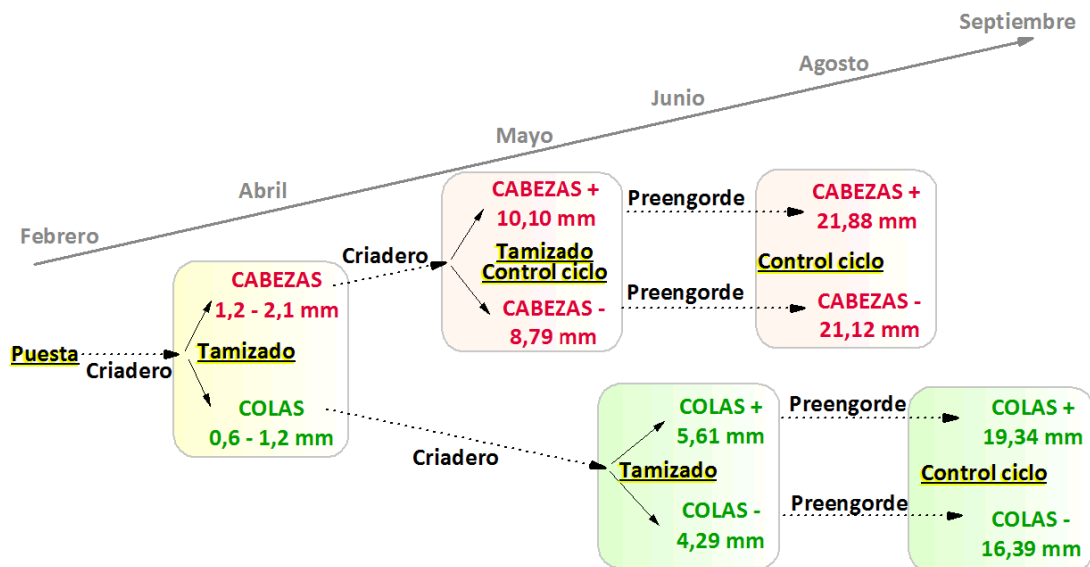 Septiembre
Agosto
Junio
Mayo
Abril
Febrero
CABEZAS +
10,10 mm
Preengorde
CABEZAS +
21,88 mm
Criadero
Tamizado
Control ciclo
Control ciclo
CABEZAS
1,2 - 2,1 mm
CABEZAS -
8,79 mm
Preengorde
CABEZAS -
21,12 mm
Puesta
Criadero
Tamizado
COLAS
0,6 - 1,2 mm
Criadero
COLAS +
5,61 mm
Preengorde
COLAS +
19,34 mm
Tamizado
Control ciclo
COLAS -
4,29 mm
Preengorde
COLAS -
16,39 mm